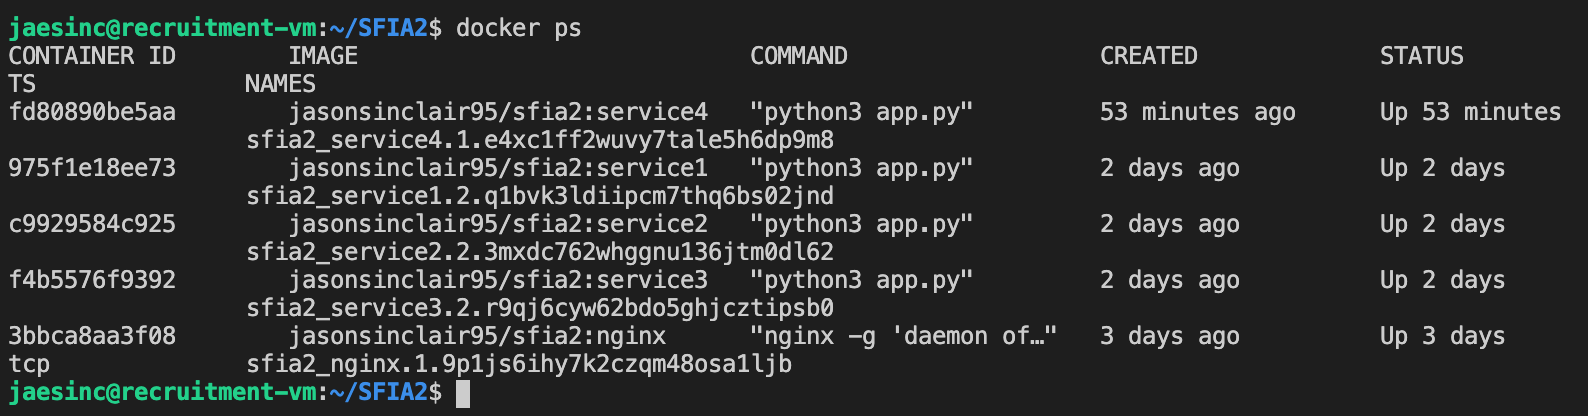 jaesinc@recruitment-vm:~/SFIA2$ docker ps
CONTAINER ID        IMAGE                            COMMAND                  CREATED             STATUS
TS               NAMES
fd80890be5aa        jasonsinclair95/sfia2:service4   "python3 app.py"         53 minutes ago      Up 53 minutes
                 sfia2_service4.1.e4xc1ff2wuvy7tale5h6dp9m8
975f1e18ee73        jasonsinclair95/sfia2:service1   "python3 app.py"         2 days ago          Up 2 days
                 sfia2_service1.2.q1bvk3ldiipcm7thq6bs02jnd
c9929584c925        jasonsinclair95/sfia2:service2   "python3 app.py"         2 days ago          Up 2 days
                 sfia2_service2.2.3mxdc762whggnu136jtm0dl62
f4b5576f9392        jasonsinclair95/sfia2:service3   "python3 app.py"         2 days ago          Up 2 days
                 sfia2_service3.2.r9qj6cyw62bdo5ghjcztipsb0
3bbca8aa3f08        jasonsinclair95/sfia2:nginx      "nginx -g 'daemon of…"   3 days ago          Up 3 days
tcp              sfia2_nginx.1.9p1js6ihy7k2czqm48osa1ljb
jaesinc@recruitment-vm:~/SFIA2$